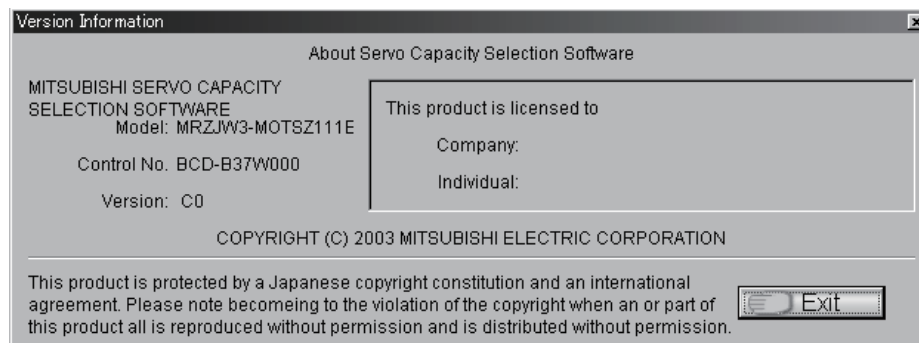 Version Information
About Servo Capacity Selection Software
MITSUBISHI SERVO CAPACITY
SELECTION SOFTWARE
Model: MRZJW3-MOTSZ111E
Control No. BCD-B37W000
Version: C0
This product is licensed to
Company:
Individual:
COPYRIGHT (C) 2003 MITSUBISHI ELECTRIC CORPORATION
This product is protected by a Japanese copyright constitution and an international
agreement. Please note becomeing to the violation of the copyright when an or part of
this product all is reproduced without permission and is distributed without permission.
Exit